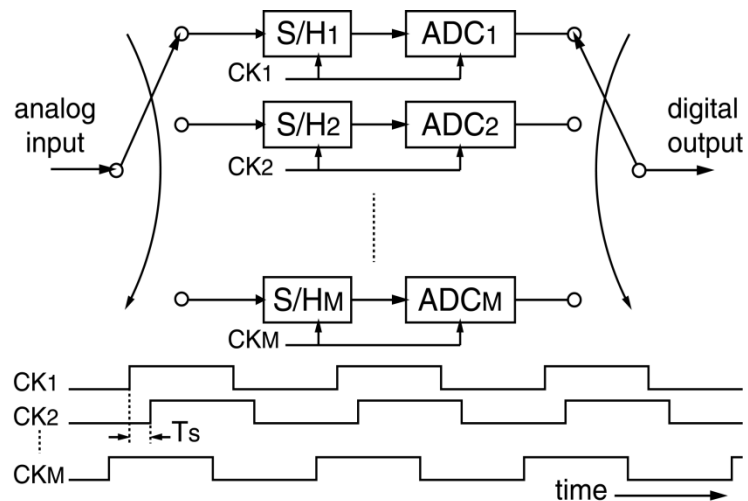 S/H1 ADC1
CK1
analog input
S/H2 ADC2
CK2
digital output
S/HM ADCM
CKM
CK1
CK2
Ts
CKM
time